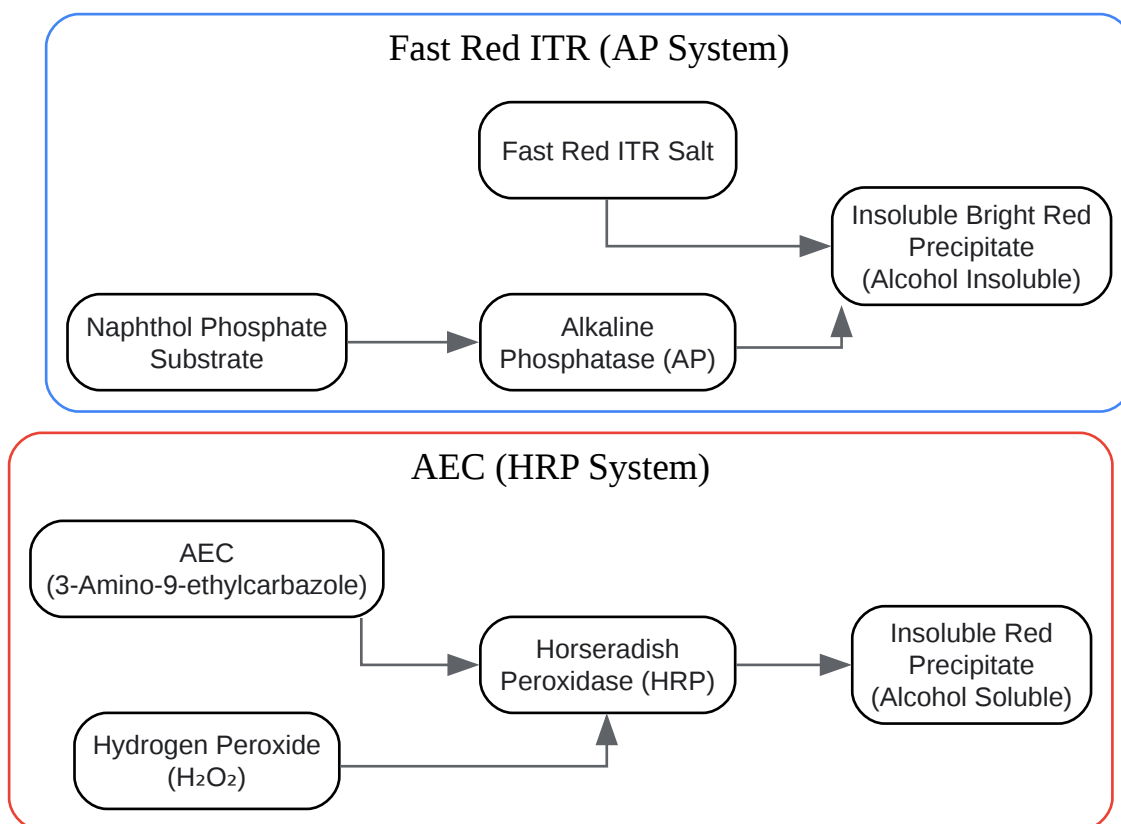 Fast Red ITR (AP System)
Fast Red ITR Salt
Insoluble Bright Red
Precipitate
(Alcohol Insoluble)
Naphthol Phosphate
Substrate
Alkaline
Phosphatase (AP)
AEC (HRP System)
AEC
(3-Amino-9-ethylcarbazole)
Horseradish
Peroxidase (HRP)
Insoluble Red
Precipitate
(Alcohol Soluble)
Hydrogen Peroxide
(H₂O₂)